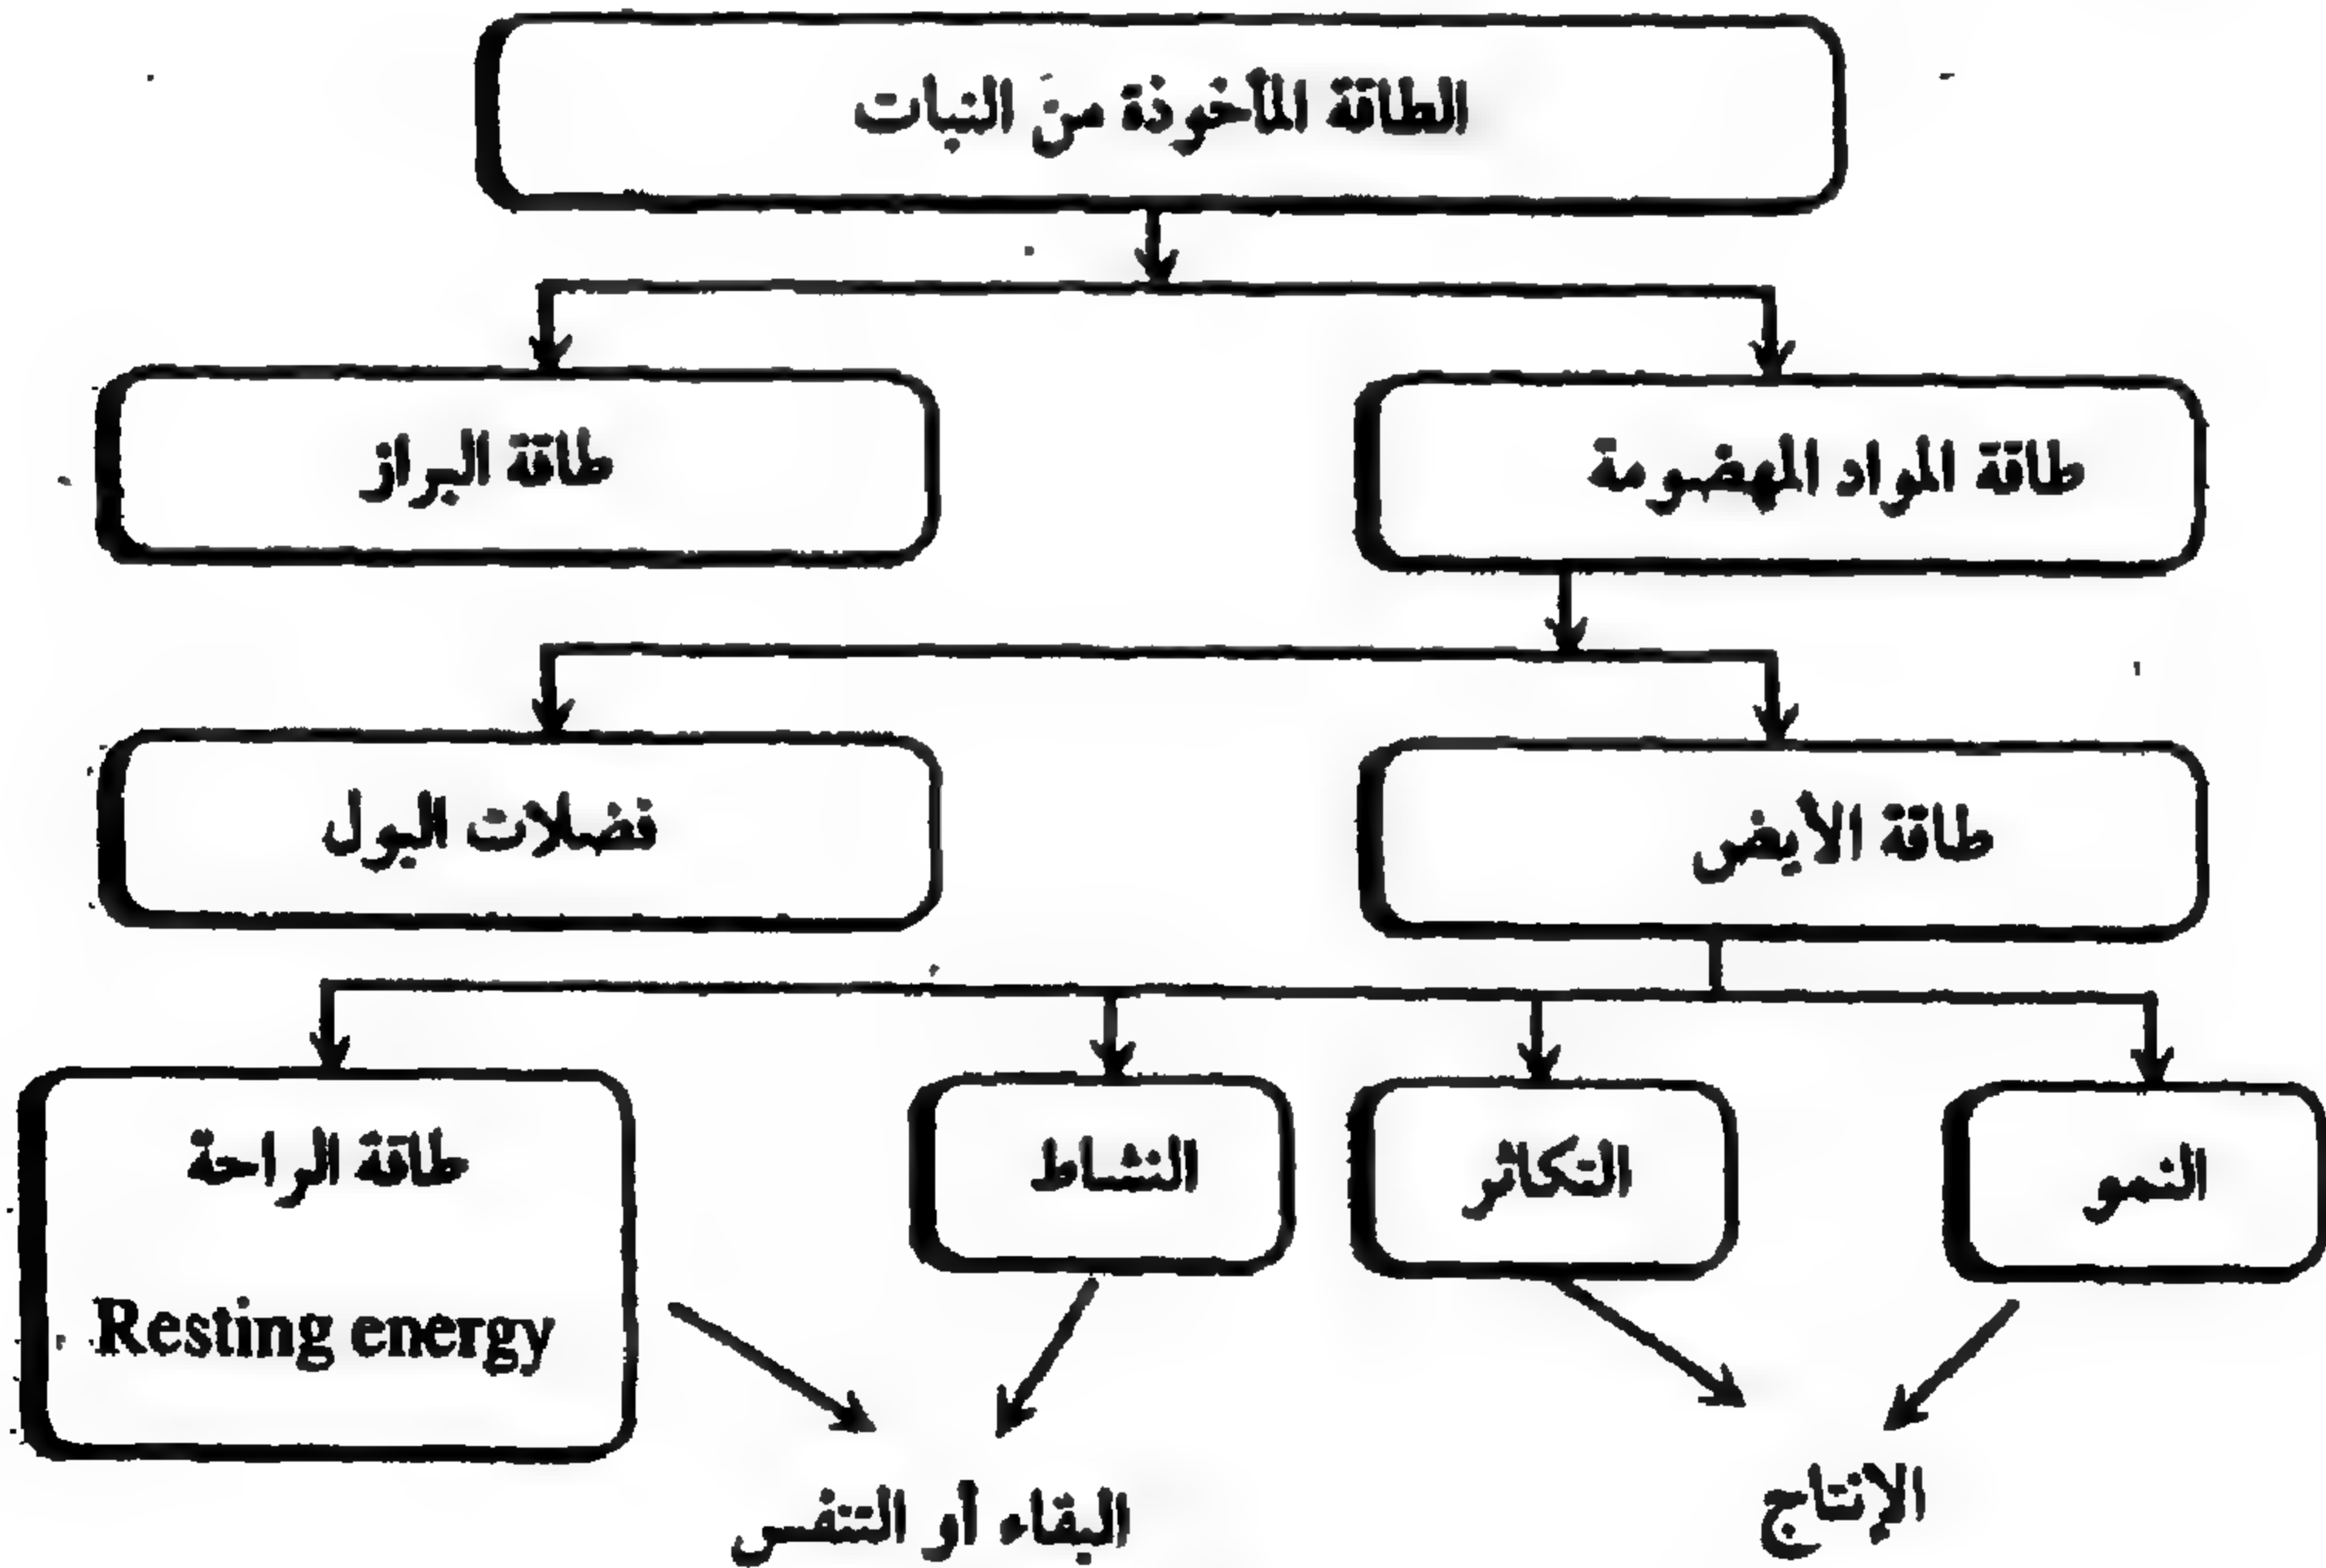 الطاقة المأخوذة من النبات
طاقة المواد المهضومة
طاقة البراز
طاقة الأيض
فضلات البول
النمو
التكاثر
النشاط
طاقة الراحة
Resting energy
الإنتاج
البقاء أو التنفس